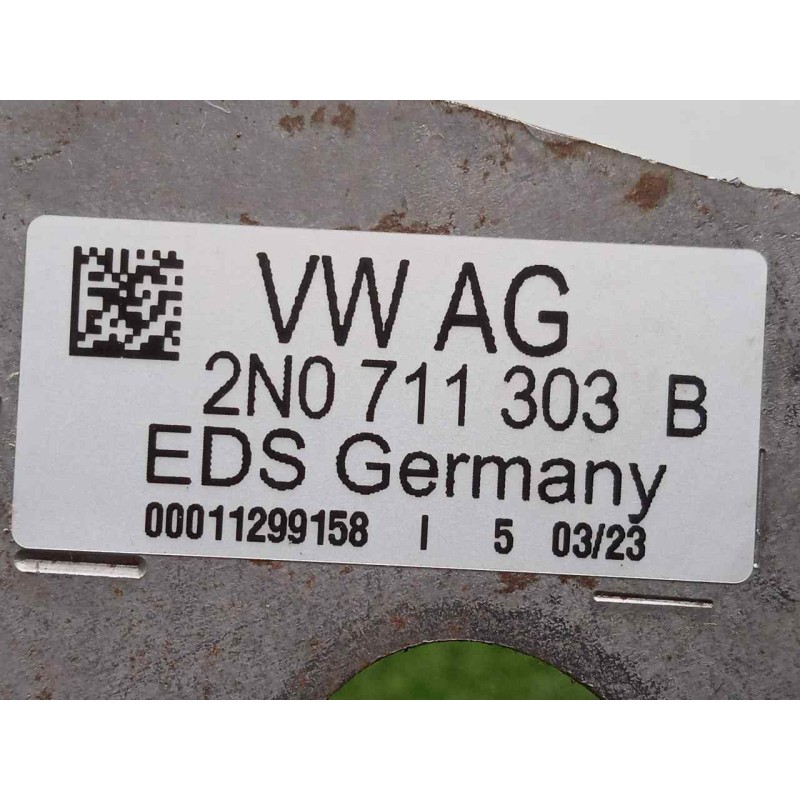 VW AG
2N0 711 303 B
EDS Germany
00011299158 I 5 03/23